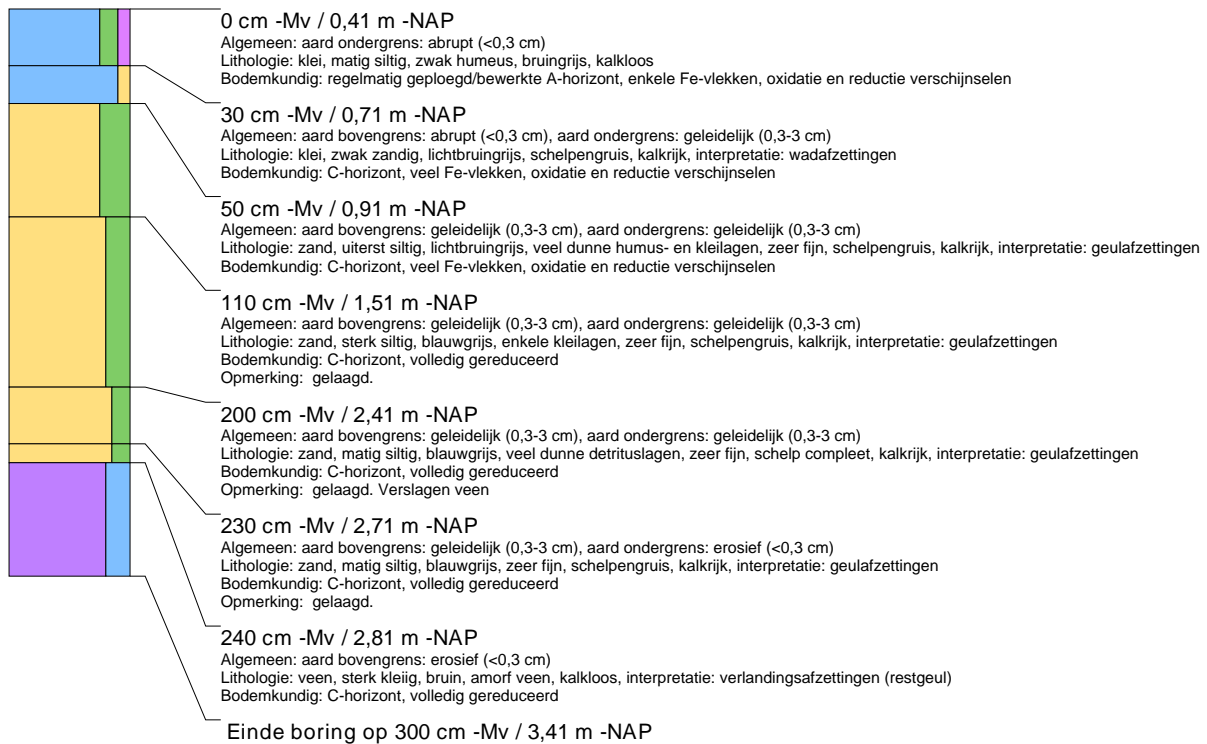 0 cm -Mv / 0,41 m -NAP
Algemeen: aard ondergrens: abrupt (<0,3 cm)
Lithologie: klei, matig siltig, zwak humeus, bruingrijs, kalkloos
Bodemkundig: regelmatig geploegd/bewerkte A-horizont, enkele Fe-vlekken, oxidatie en reductie verschijnselen
30 cm -Mv / 0,71 m -NAP
Algemeen: aard bovengrens: abrupt (<0,3 cm), aard ondergrens: geleidelijk (0,3-3 cm)
Lithologie: klei, zwak zandig, lichtbruingrijs, schelpengruis, kalkrijk, interpretatie: wadafzettingen
Bodemkundig: C-horizont, veel Fe-vlekken, oxidatie en reductie verschijnselen
50 cm -Mv / 0,91 m -NAP
Algemeen: aard bovengrens: geleidelijk (0,3-3 cm), aard ondergrens: geleidelijk (0,3-3 cm)
Lithologie: zand, uiterst siltig, lichtbruingrijs, veel dunne humus- en kleilagen, zeer fijn, schelpengruis, kalkrijk, interpretatie: geulafzettingen
Bodemkundig: C-horizont, veel Fe-vlekken, oxidatie en reductie verschijnselen
110 cm -Mv / 1,51 m -NAP
Algemeen: aard bovengrens: geleidelijk (0,3-3 cm), aard ondergrens: geleidelijk (0,3-3 cm)
Lithologie: zand, sterk siltig, blauwgrijs, enkele kleilagen, zeer fijn, schelpengruis, kalkrijk, interpretatie: geulafzettingen
Bodemkundig: C-horizont, volledig gereduceerd
Opmerking: gelaagd.
200 cm -Mv / 2,41 m -NAP
Algemeen: aard bovengrens: geleidelijk (0,3-3 cm), aard ondergrens: geleidelijk (0,3-3 cm)
Lithologie: zand, matig siltig, blauwgrijs, veel dunne detrituslagen, zeer fijn, schelp compleet, kalkrijk, interpretatie: geulafzettingen
Bodemkundig: C-horizont, volledig gereduceerd
Opmerking: gelaagd. Verslagen veen
230 cm -Mv / 2,71 m -NAP
Algemeen: aard bovengrens: geleidelijk (0,3-3 cm), aard ondergrens: erosief (<0,3 cm)
Lithologie: zand, matig siltig, blauwgrijs, zeer fijn, schelpengruis, kalkrijk, interpretatie: geulafzettingen
Bodemkundig: C-horizont, volledig gereduceerd
Opmerking: gelaagd.
240 cm -Mv / 2,81 m -NAP
Algemeen: aard bovengrens: erosief (<0,3 cm)
Lithologie: veen, sterk kleiig, bruin, amorf veen, kalkloos, interpretatie: verlandingsafzettingen (restgeul)
Bodemkundig: C-horizont, volledig gereduceerd
Einde boring op 300 cm -Mv / 3,41 m -NAP